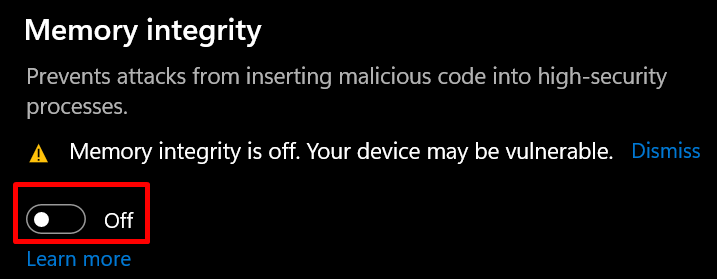 Memory integrity
Prevents attacks from inserting malicious code into high-security
processes.
Memory integrity is off. Your device may be vulnerable. Dismiss
Off
Learn more